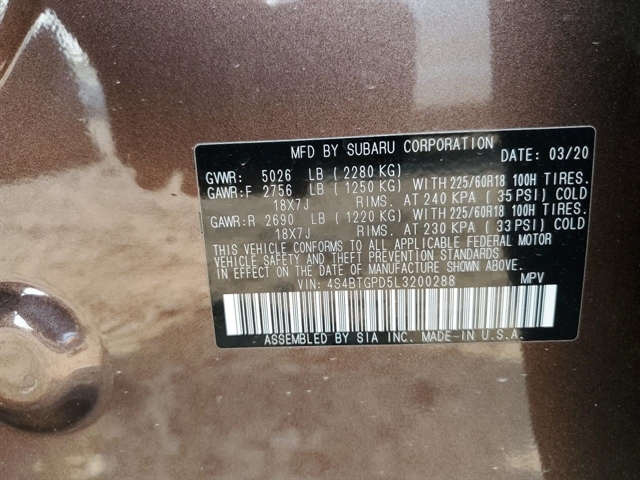 MFD BY SUBARU CORPORATION
DATE: 03/20
GVWR: 5026 LB ( 2280 KG)
GAWR:F 2756 LB ( 1250 KG) WITH 225/60R18 100H TIRES.
18X7J RIMS. AT 240 KPA ( 35 PSI) COLD
GAWR:R 2690 LB ( 1220 KG) WITH 225/60R18 100H TIRES.
18X7J RIMS. AT 230 KPA ( 33 PSI) COLD
THIS VEHICLE CONFORMS TO ALL APPLICABLE FEDERAL MOTOR
VEHICLE SAFETY AND THEFT PREVENTION STANDARDS
IN EFFECT ON THE DATE OF MANUFACTURE SHOWN ABOVE.
VIN: 4S4BTGPD5L3200288 MPV
ASSEMBLED BY SIA INC. MADE-IN U.S.A.